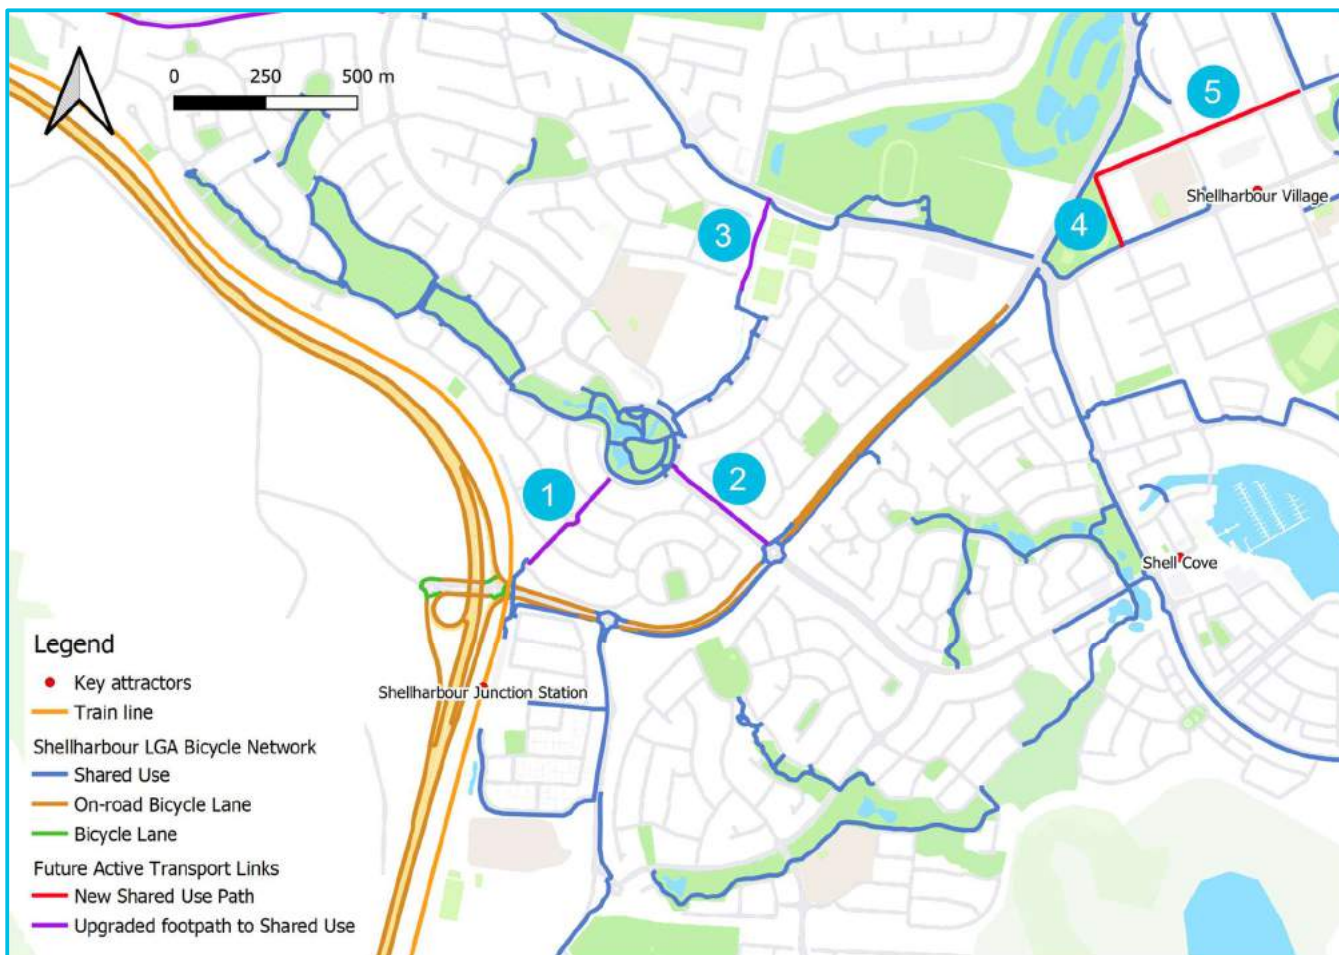 0 250 500 m
5
Shellharbour Village
4
3
2
1
Shell Cove
Shellharbour Junction Station
Legend
Key attractors
Train line
Shellharbour LGA Bicycle Network
Shared Use
On-road Bicycle Lane
Bicycle Lane
Future Active Transport Links
New Shared Use Path
Upgraded footpath to Shared Use